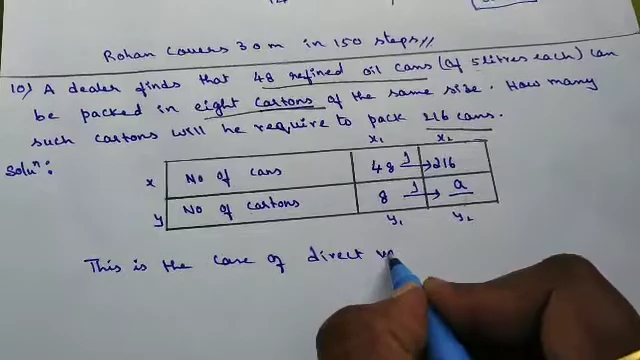 Rohan covers 30 m in 150 steps//
10) A dealer finds that 48 refined oil cans (of 5 litres each) can
be packed in eight cartons of the same size. How many
such cartons will he require to pack 216 cans.
Soluⁿ:
x₁ x₂
x No of cans 48 → 216
y No of cartons 8 → a
y₁ y₂
This is the case of direct